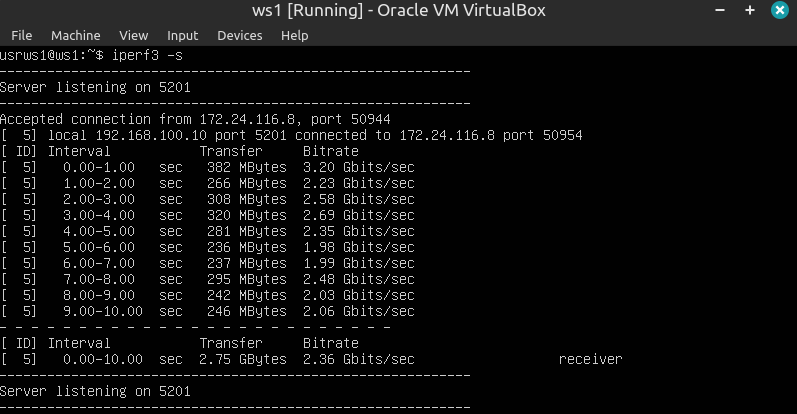 ws1 [Running] - Oracle VM VirtualBox
File Machine View Input Devices Help
usrws1@ws1:~$ iperf3 -s
-----------------------------------------------------------
Server listening on 5201
-----------------------------------------------------------
Accepted connection from 172.24.116.8, port 50944
[  5] local 192.168.100.10 port 5201 connected to 172.24.116.8 port 50954
[ ID] Interval           Transfer     Bitrate
[  5]   0.00-1.00   sec   382 MBytes  3.20 Gbits/sec
[  5]   1.00-2.00   sec   266 MBytes  2.23 Gbits/sec
[  5]   2.00-3.00   sec   308 MBytes  2.58 Gbits/sec
[  5]   3.00-4.00   sec   320 MBytes  2.69 Gbits/sec
[  5]   4.00-5.00   sec   281 MBytes  2.35 Gbits/sec
[  5]   5.00-6.00   sec   236 MBytes  1.98 Gbits/sec
[  5]   6.00-7.00   sec   237 MBytes  1.99 Gbits/sec
[  5]   7.00-8.00   sec   295 MBytes  2.48 Gbits/sec
[  5]   8.00-9.00   sec   242 MBytes  2.03 Gbits/sec
[  5]   9.00-10.00  sec   246 MBytes  2.06 Gbits/sec
- - - - - - - - - - - - - - - - - - - - - - - - -
[ ID] Interval           Transfer     Bitrate
[  5]   0.00-10.00  sec  2.75 GBytes  2.36 Gbits/sec                  receiver
-----------------------------------------------------------
Server listening on 5201
-----------------------------------------------------------